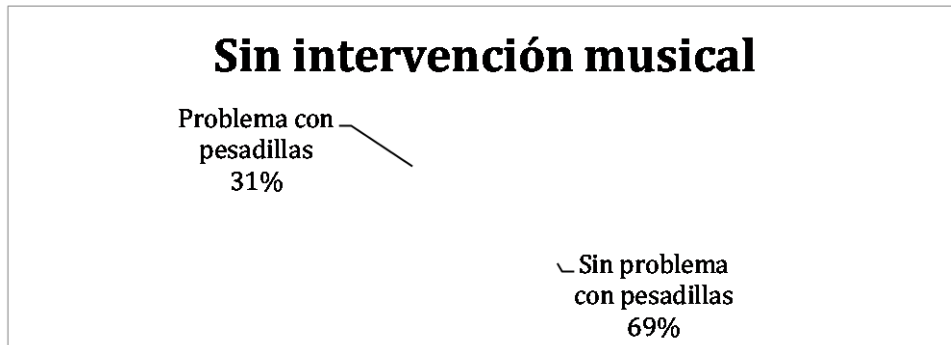 Sin intervención musical
Problema con
pesadillas
31%
Sin problema
con pesadillas
69%